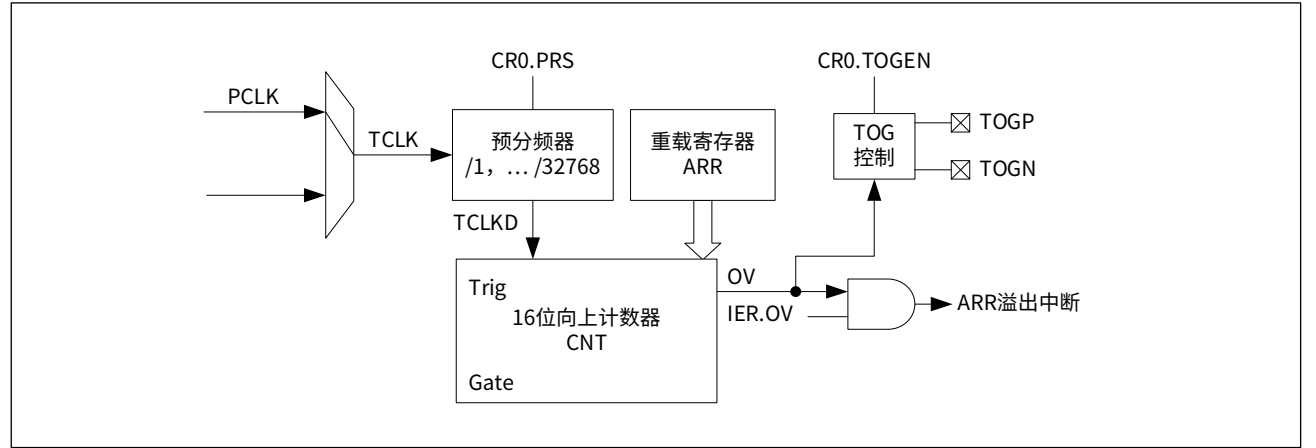 CR0.PRS
CR0.TOGEN
PCLK
TCLK
预分频器
/1，… /32768
重载寄存器
ARR
TOG
控制
TOGP
TOGN
TCLKD
Trig
OV
16位向上计数器
CNT
IER.OV
ARR溢出中断
Gate